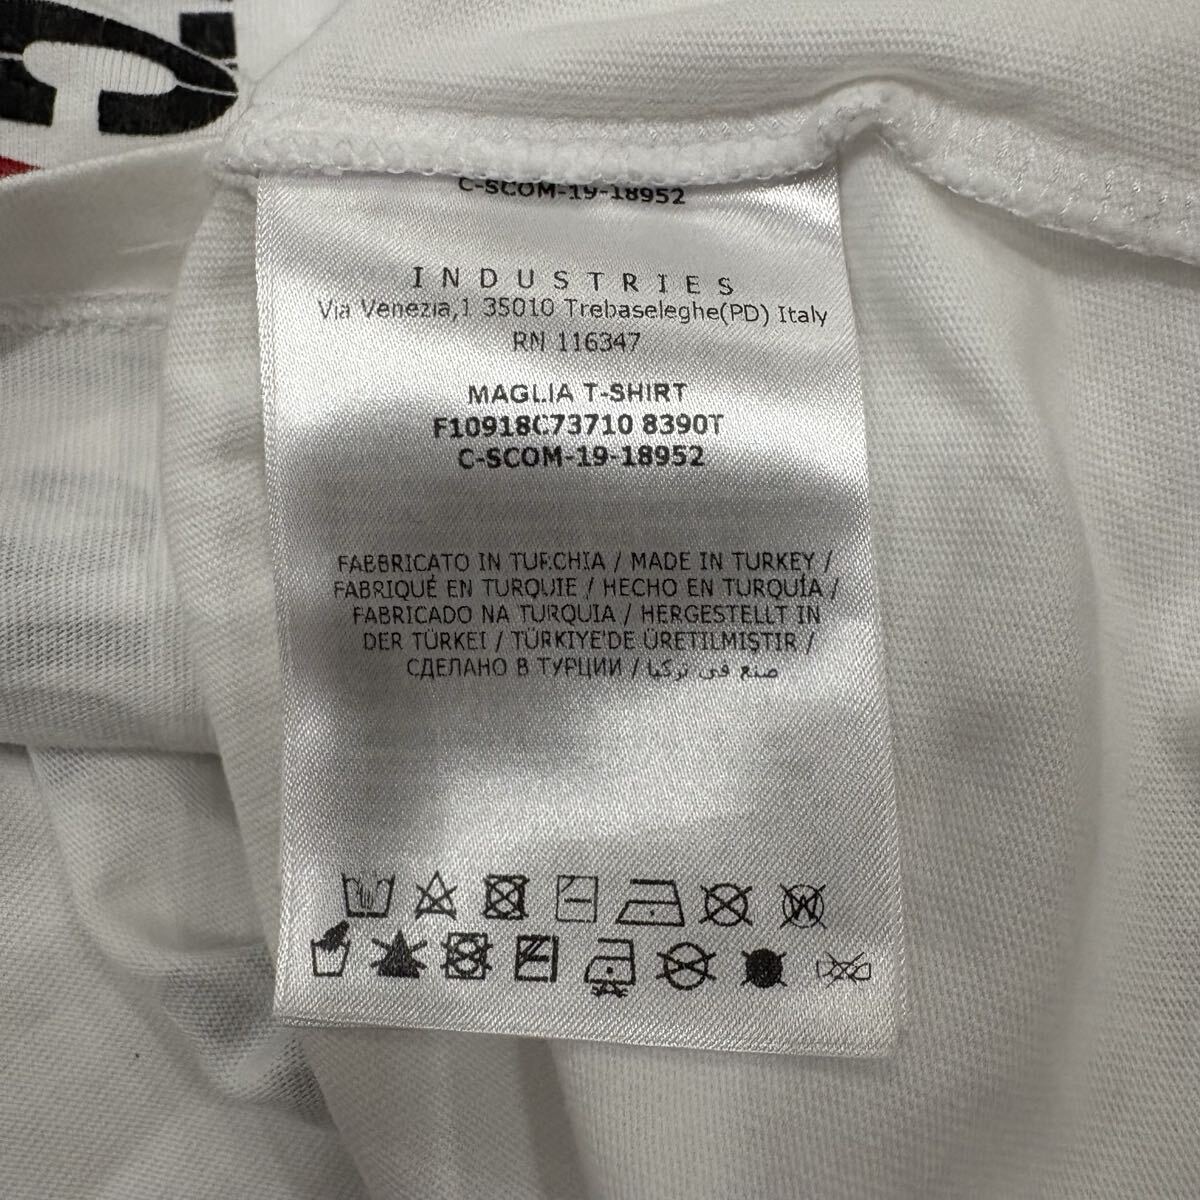 C-SCOM-19-18952
INDUSTRIES
Via Venezia,1 35010 Trebaseleghe(PD) Italy
RN 116347
MAGLIA T-SHIRT
F10918C73710 8390T
C-SCOM-19-18952
FABBRICATO IN TURCHIA / MADE IN TURKEY /
FABRIQUÉ EN TURQUIE / HECHO EN TURQUÍA /
FABRICADO NA TURQUIA / HERGESTELLT IN
DER TÜRKEI / TÜRKIYE'DE ÜRETILMIŞTIR /
СДЕЛАНО В ТУРЦИИ / صنع في تركيا
W